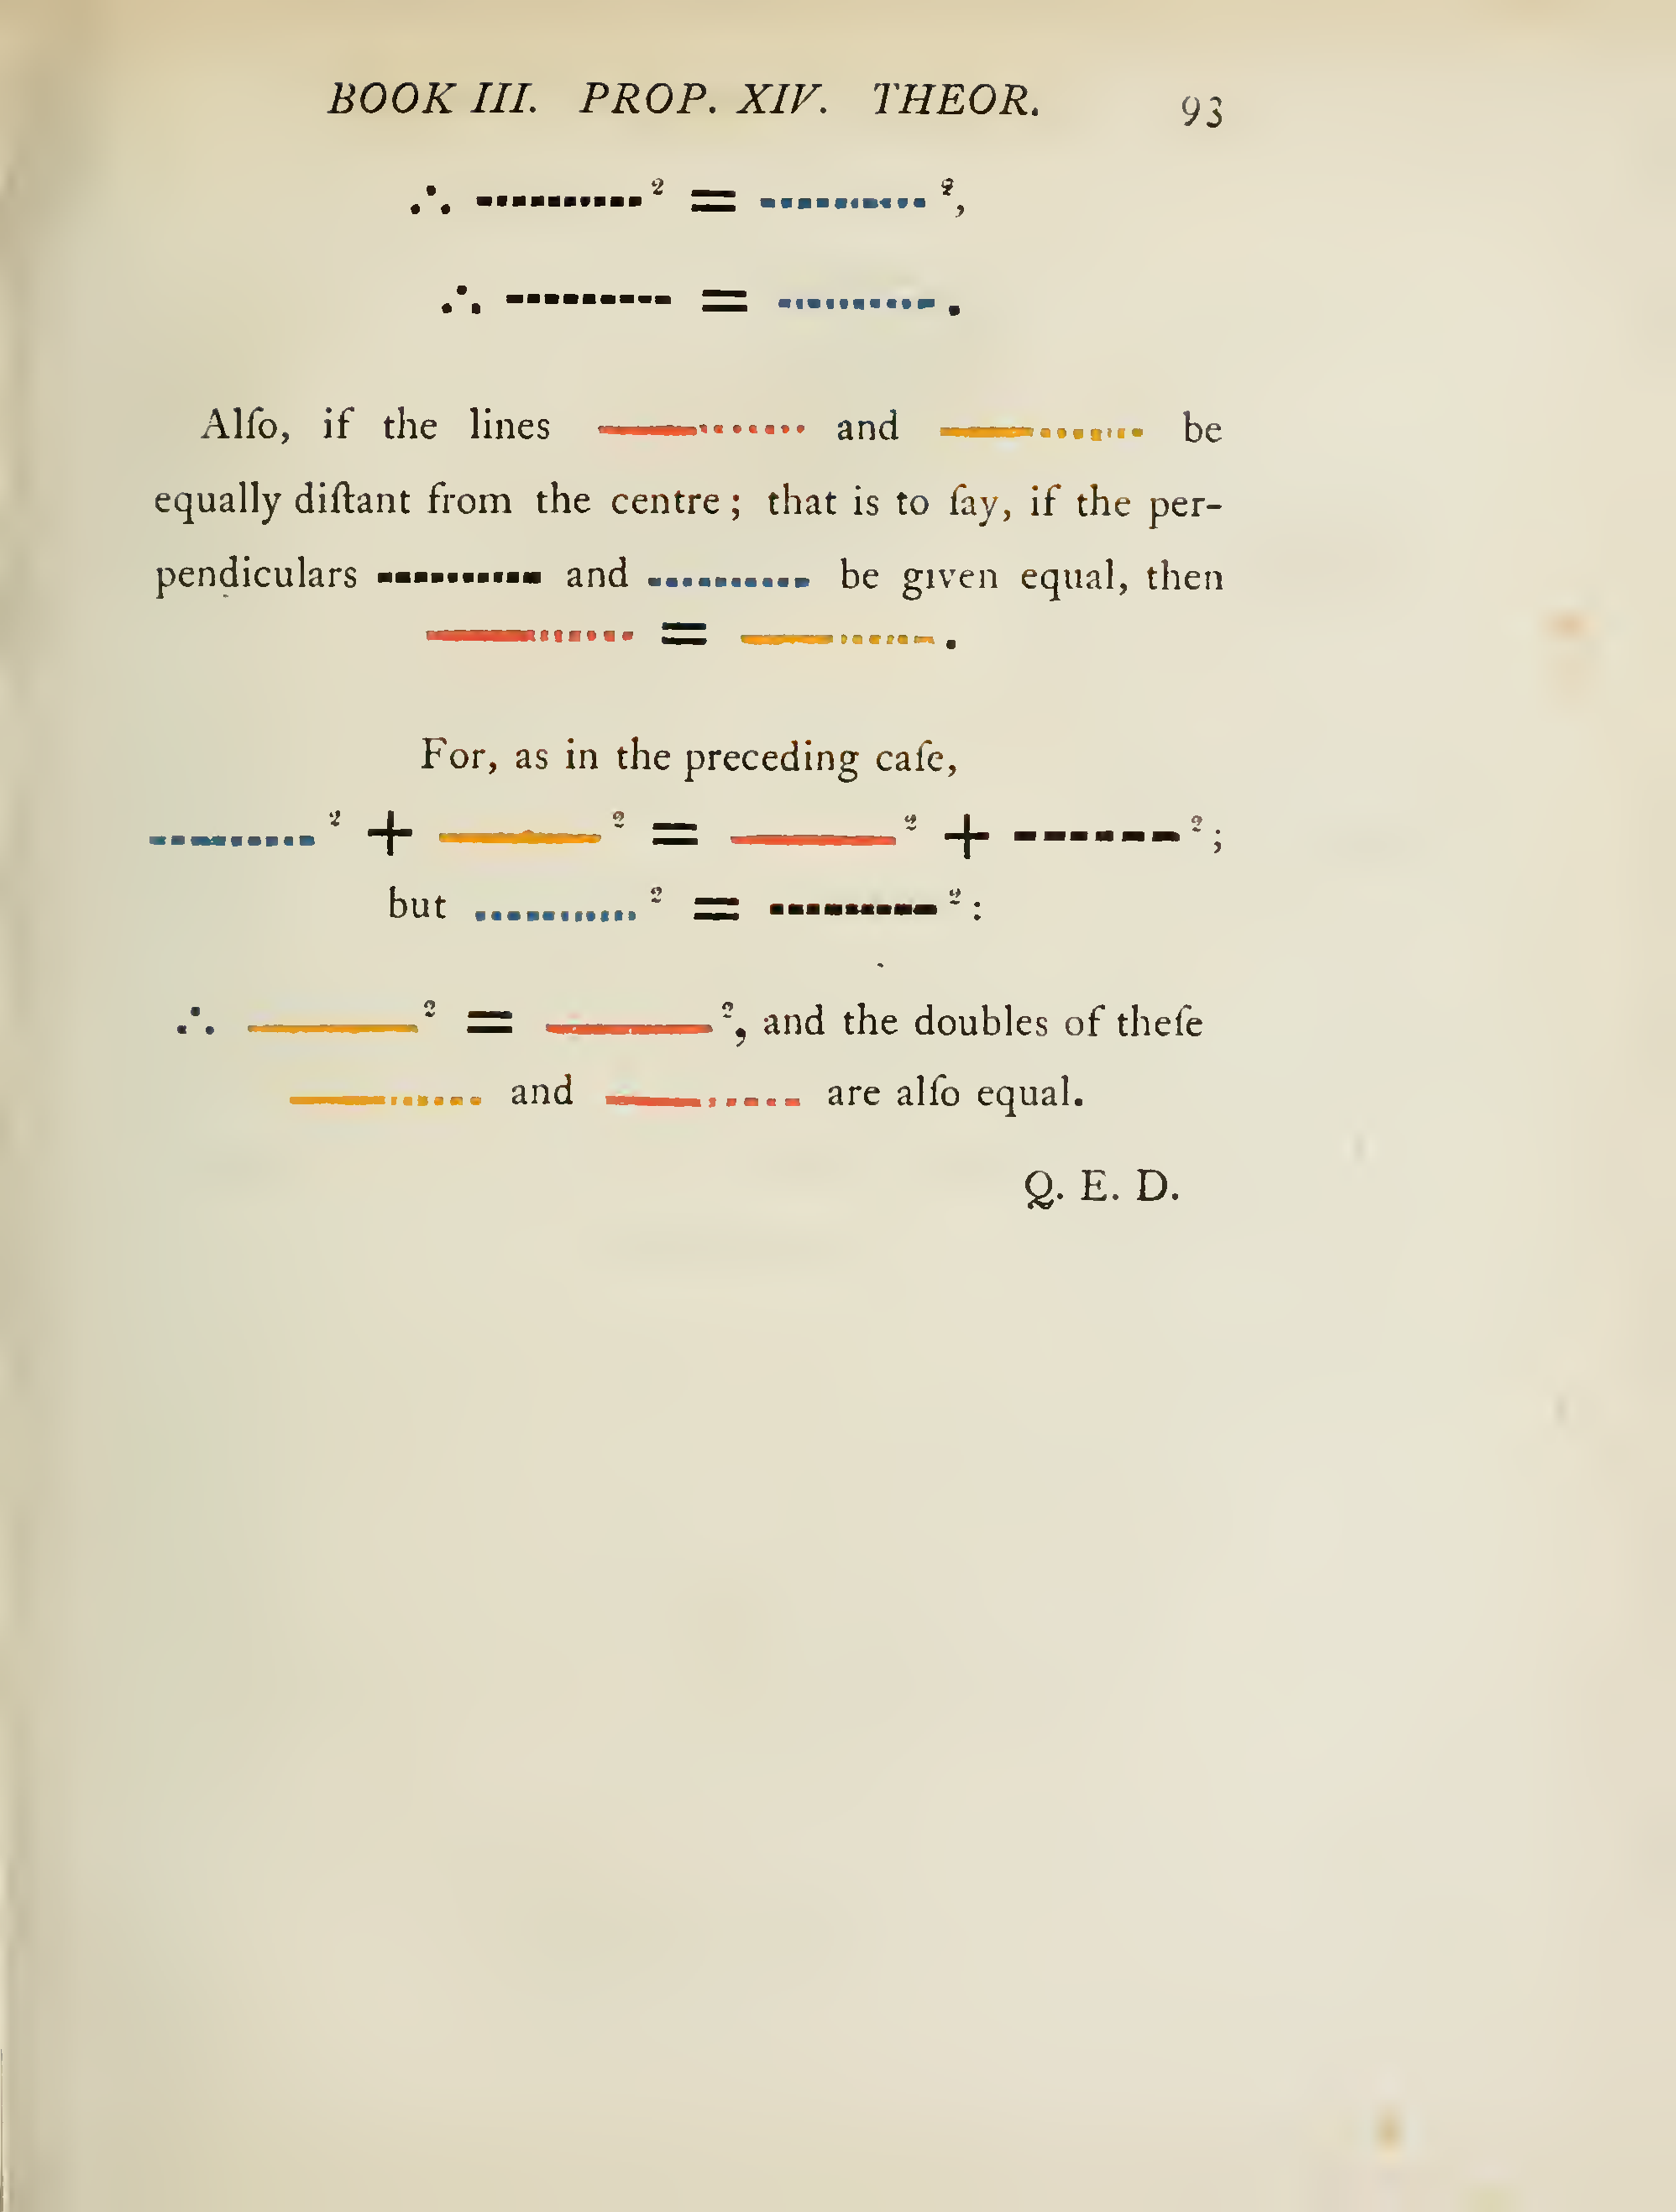 BOOK III. PROP. XIV. THEOR. 93
∴ ² = ²,
∴ = .
Alſo, if the lines and be
equally diſtant from the centre; that is to ſay, if the per-
pendiculars and be given equal, then
= .
For, as in the preceding caſe,
² + ² = ² + ²;
but ² = ²:
∴ ² = ², and the doubles of theſe
and are alſo equal.
Q. E. D.